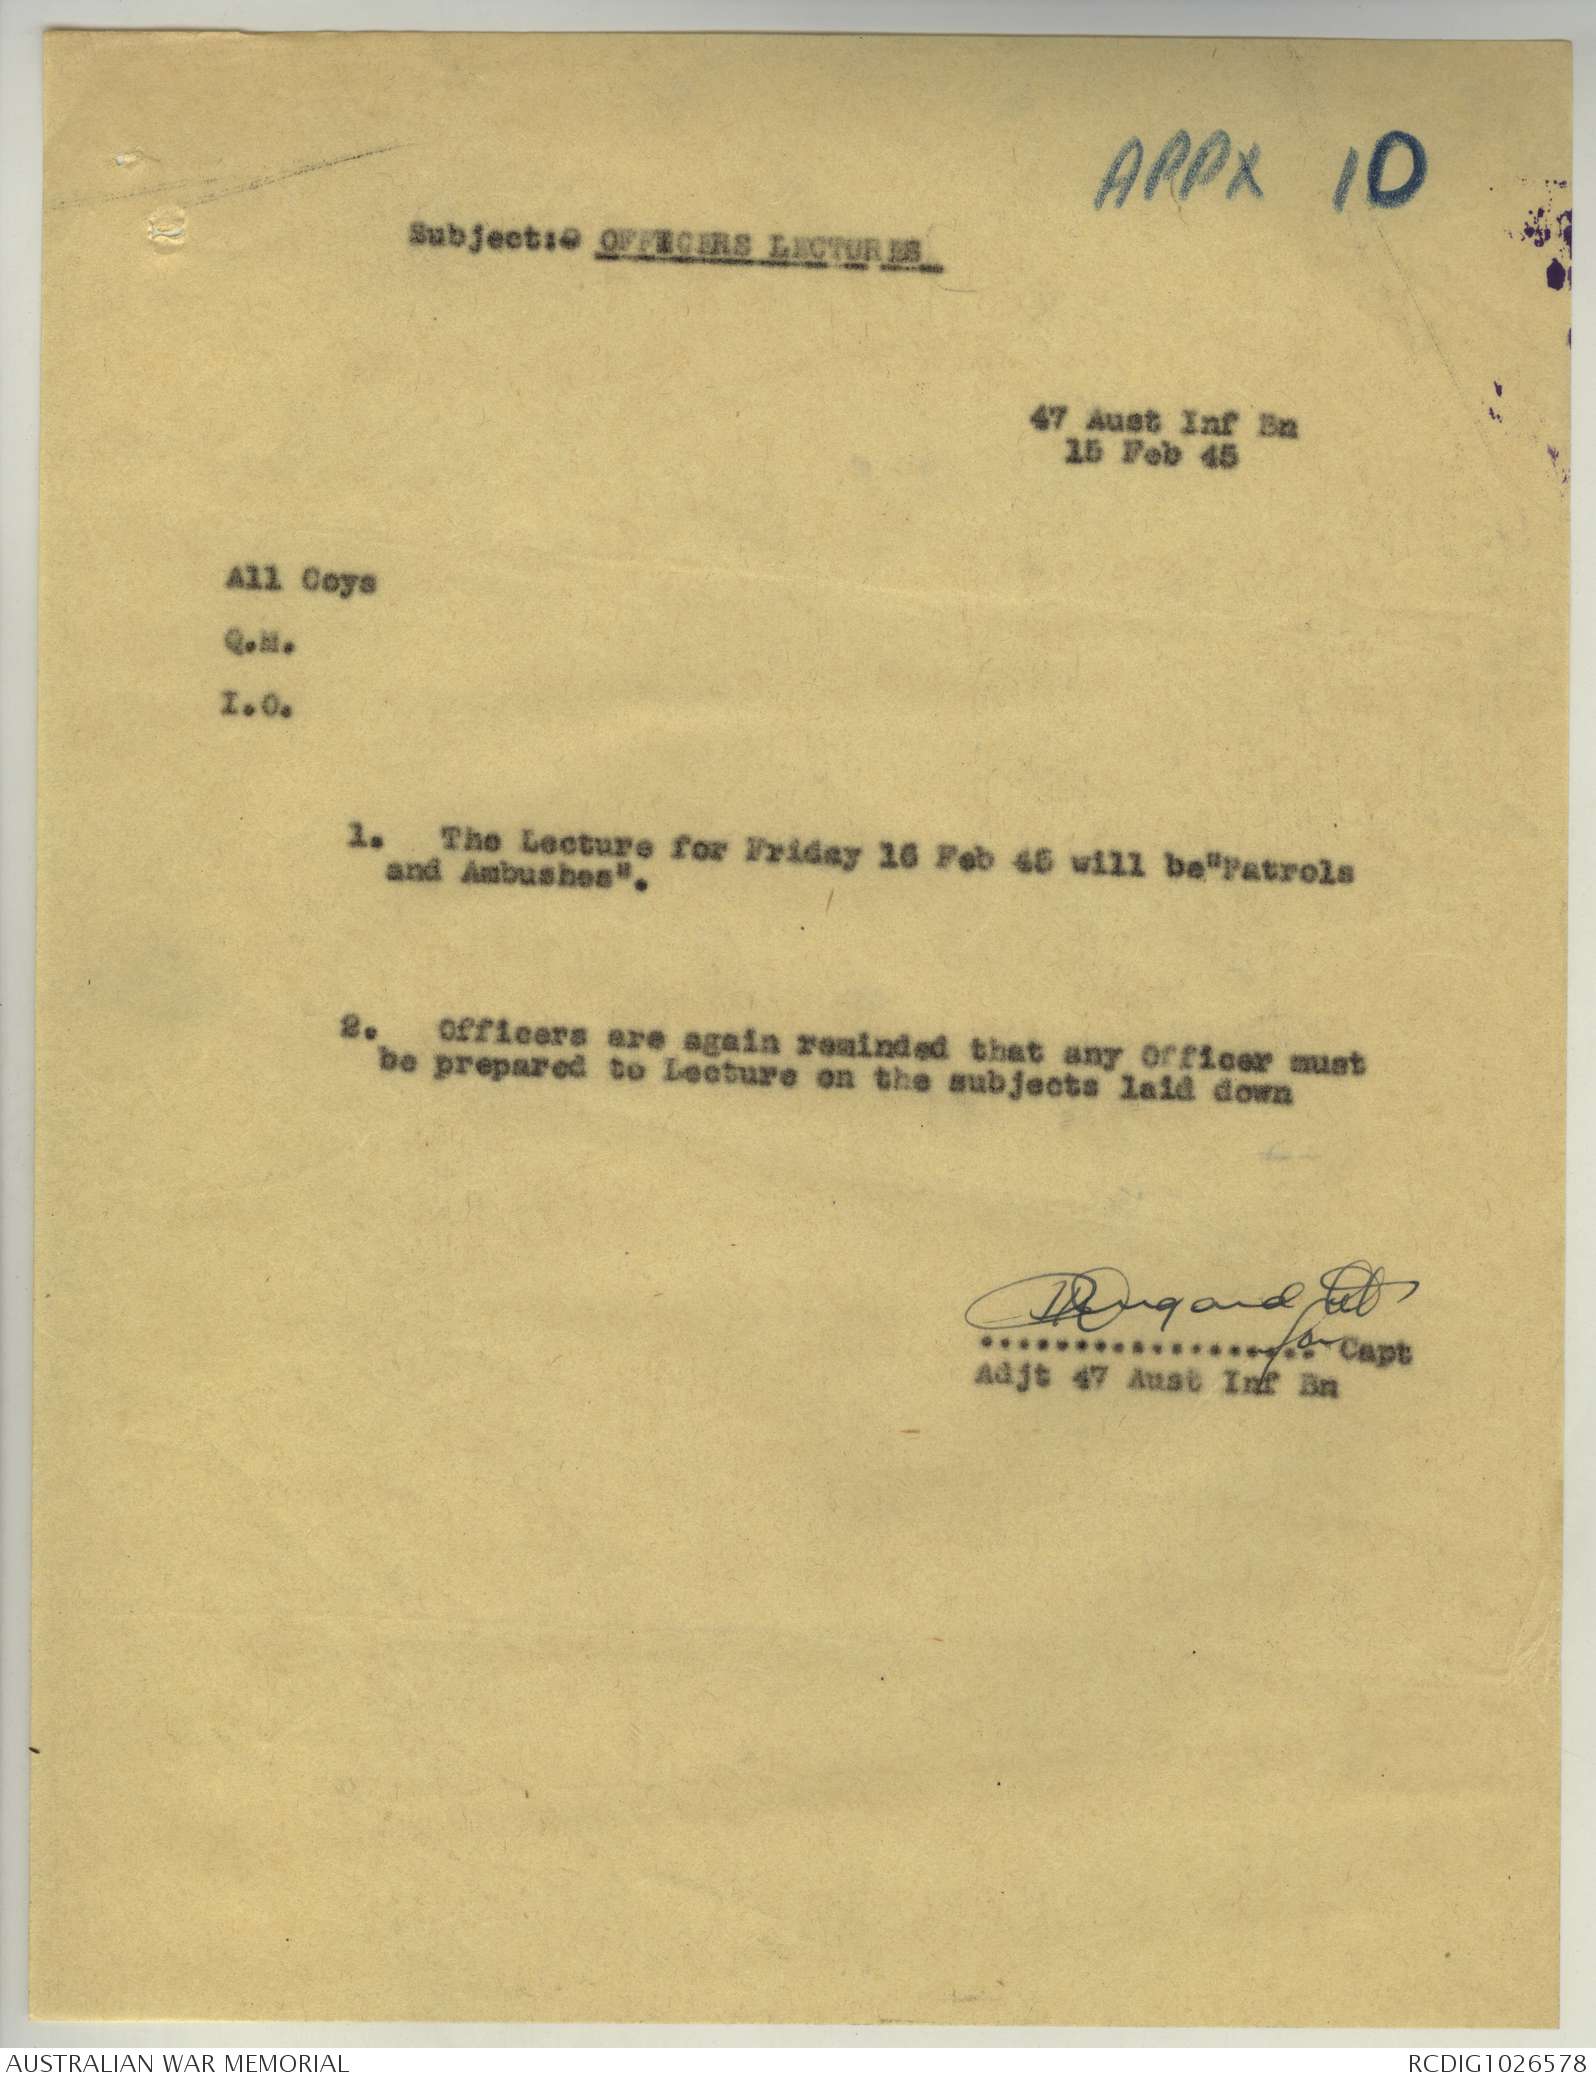 APPX 10
Subject:- OFFICERS LECTURES
47 Aust Inf Bn
15 Feb 45
All Coys
Q.M.
I.O.
1. The Lecture for Friday 16 Feb 45 will be"Patrols
and Ambushes".
2. Officers are again reminded that any Officer must
be prepared to Lecture on the subjects laid down
Lt
for
................... Capt
Adjt 47 Aust Inf Bn
AUSTRALIAN WAR MEMORIAL
RCDIG1026578